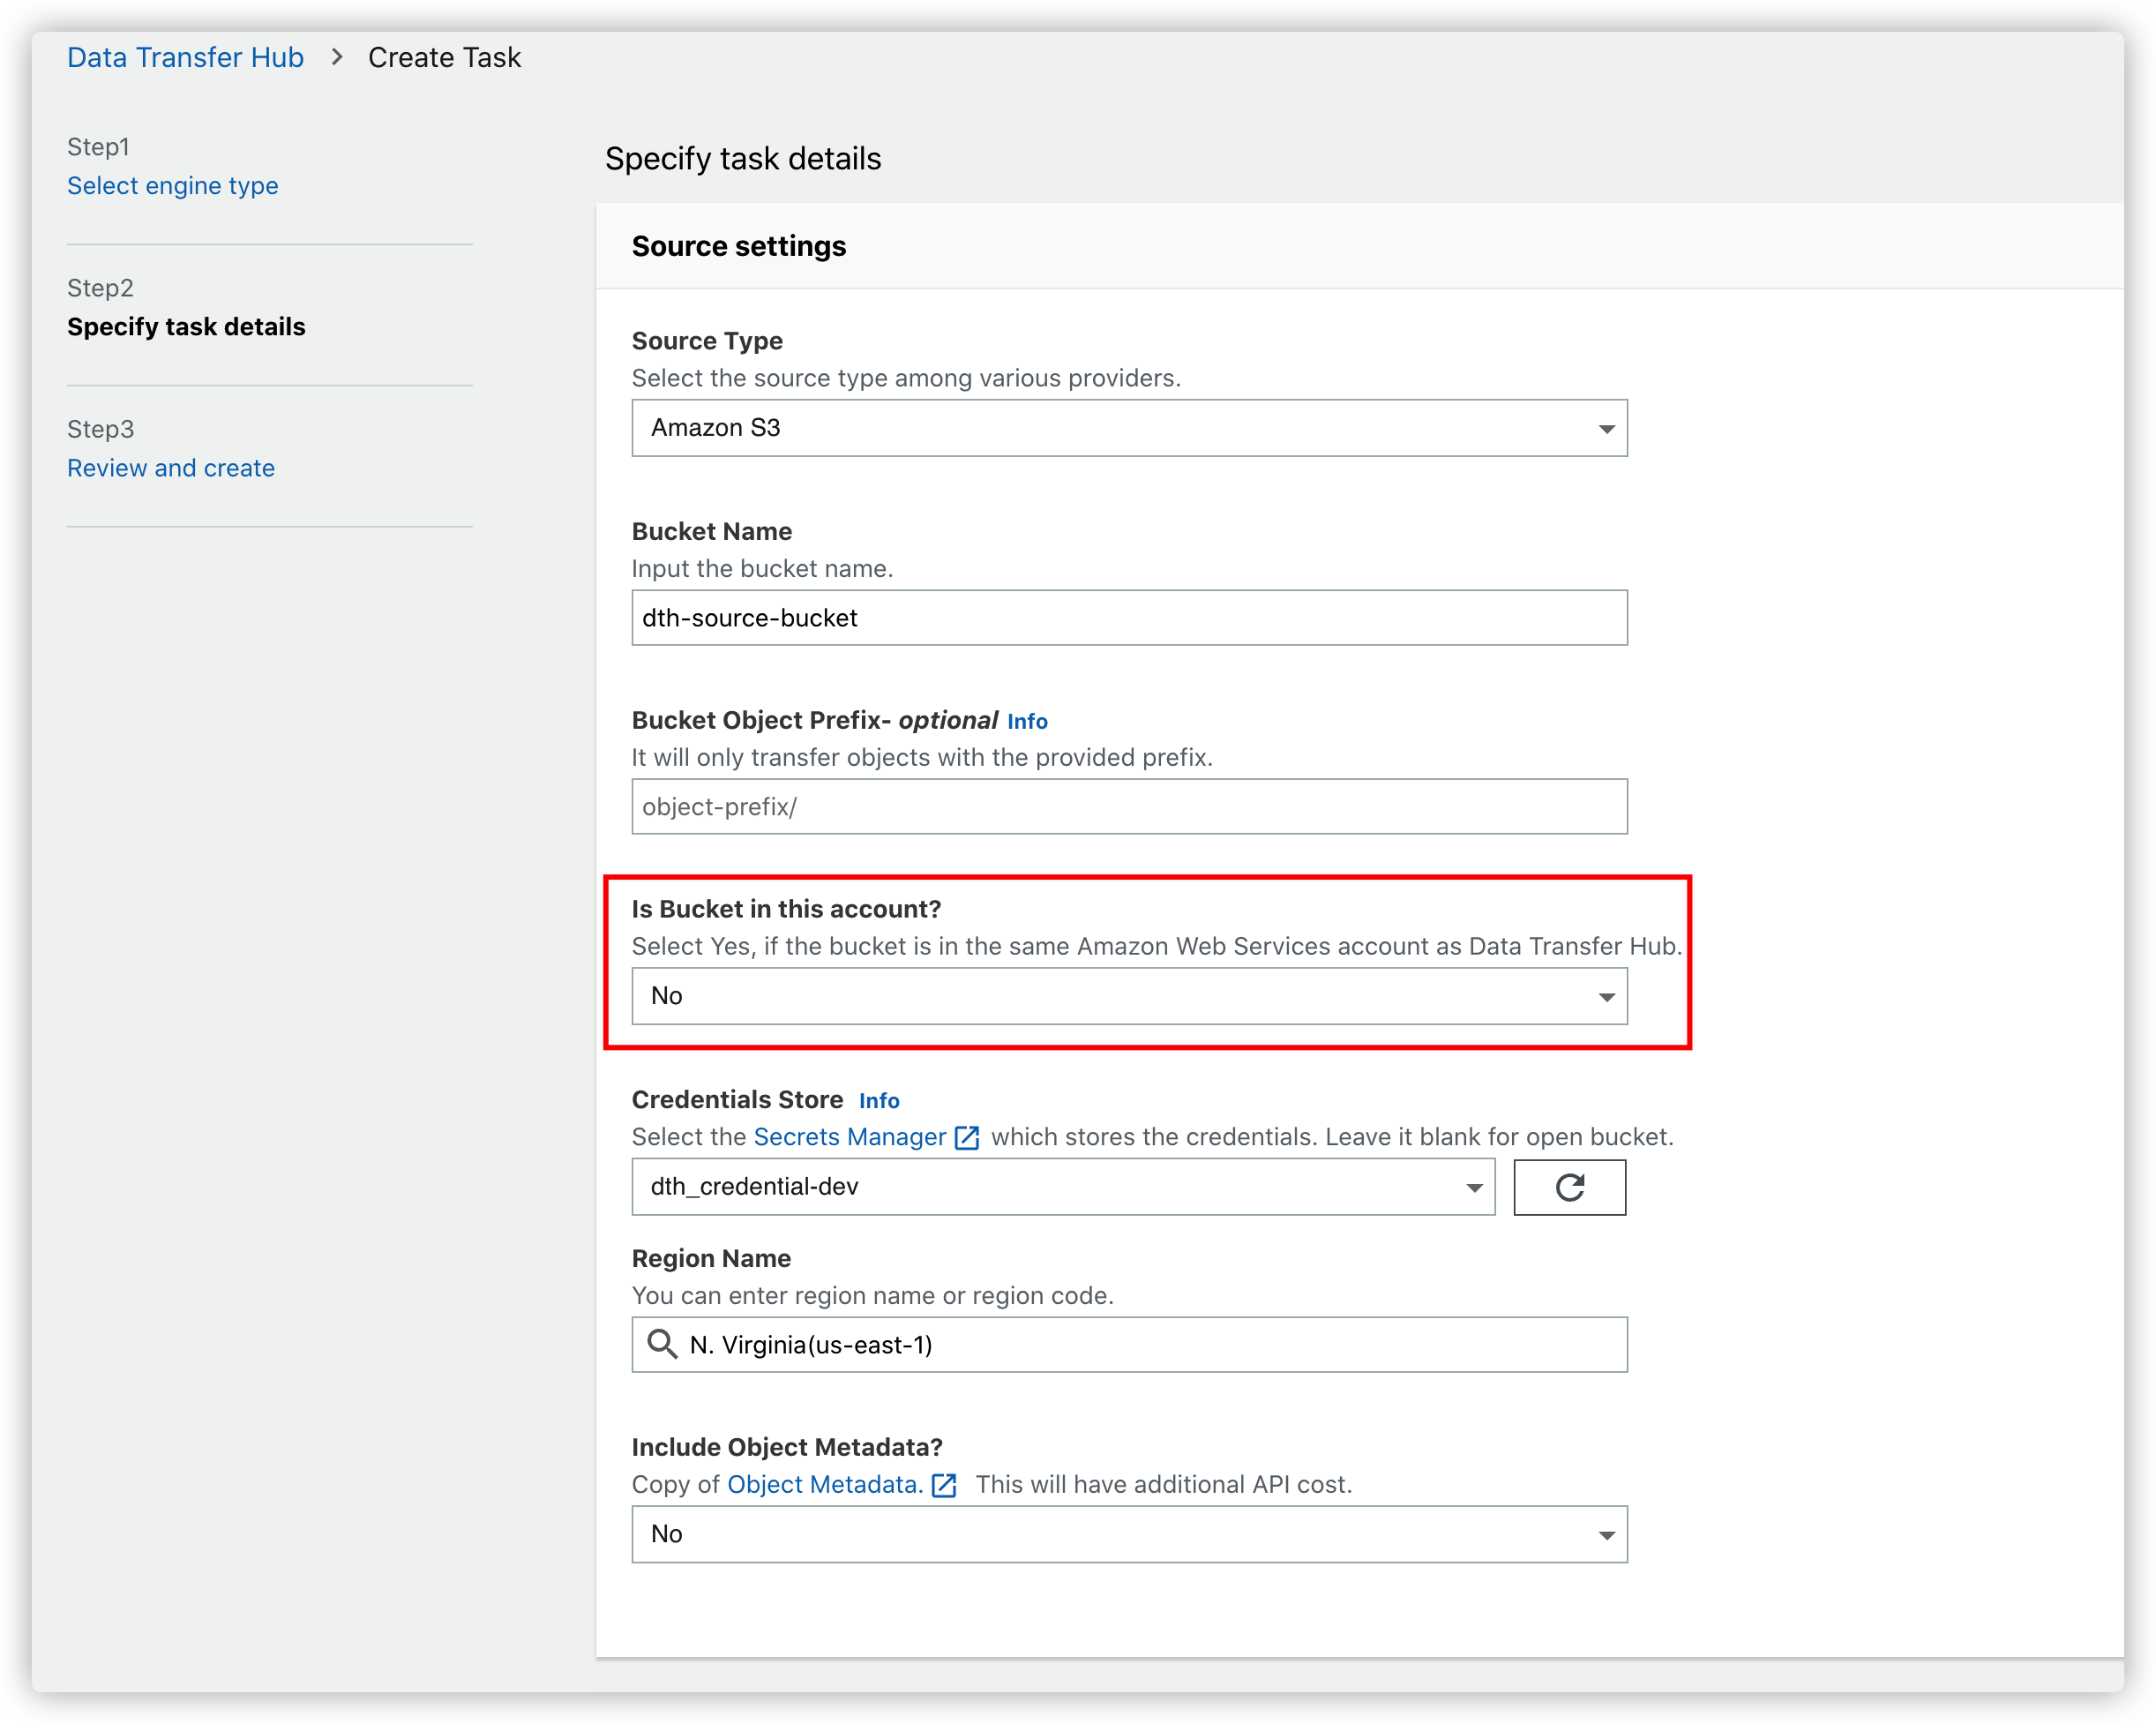 Data Transfer Hub > Create Task
Step1
Select engine type
Step2
Specify task details
Step3
Review and create
Specify task details
Source settings
Source Type
Select the source type among various providers.
Amazon S3
Bucket Name
Input the bucket name.
dth-source-bucket
Bucket Object Prefix- optional Info
It will only transfer objects with the provided prefix.
object-prefix/
Is Bucket in this account?
Select Yes, if the bucket is in the same Amazon Web Services account as Data Transfer Hub.
No
Credentials Store Info
Select the Secrets Manager which stores the credentials. Leave it blank for open bucket.
dth_credential-dev
Region Name
You can enter region name or region code.
N. Virginia(us-east-1)
Include Object Metadata?
Copy of Object Metadata. This will have additional API cost.
No